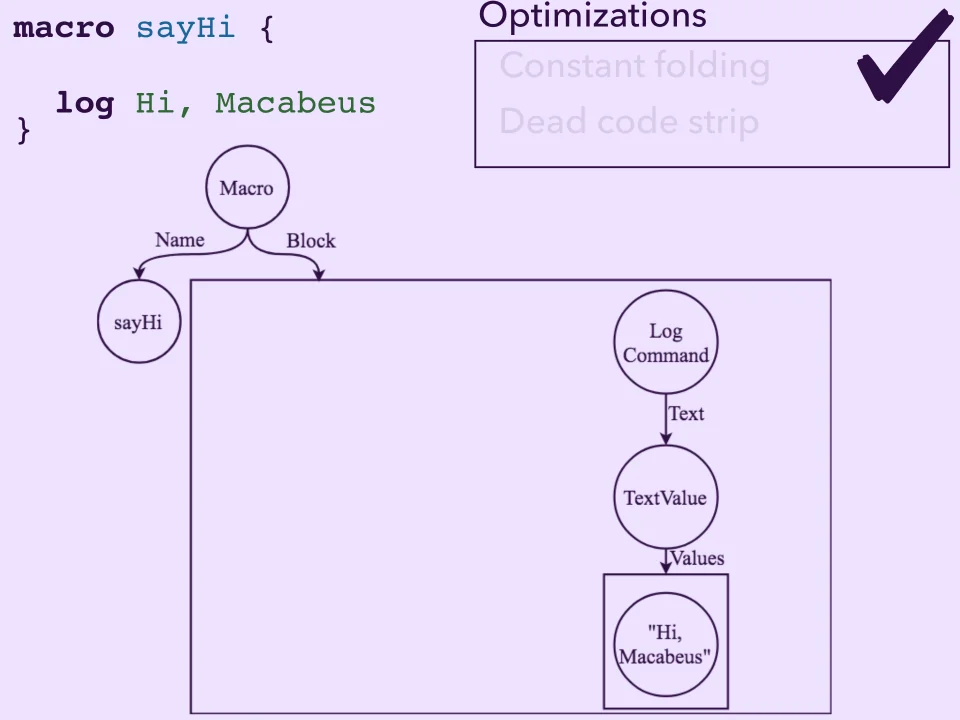 macro sayHi {
log Hi, Macabeus
}
Optimizations
Constant folding
Dead code strip
Macro
Name
Block
sayHi
Log
Command
Text
TextValue
Values
"Hi,
Macabeus"